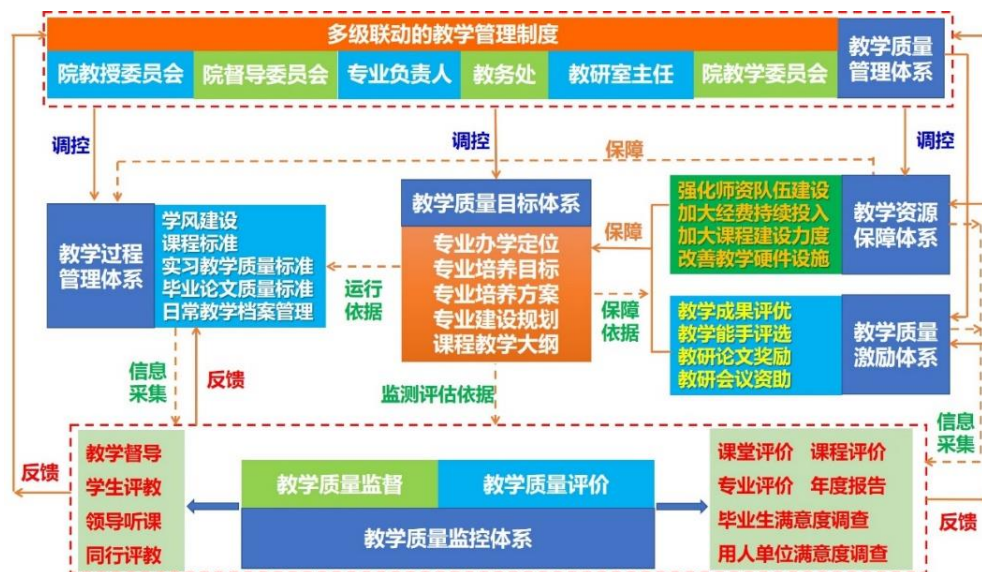 多级联动的教学管理制度
院教授委员会
院督导委员会
专业负责人
教务处
教研室主任
院教学委员会
教学质量
管理体系
调控
调控
保障
调控
教学过程
管理体系
学风建设
课程标准
实习教学质量标准
毕业论文质量标准
日常教学档案管理
教学质量目标体系
专业办学定位
专业培养目标
专业培养方案
专业建设规划
课程教学大纲
运行
依据
保障
保障
依据
强化师资队伍建设
加大经费持续投入
加大课程建设力度
改善教学硬件设施
教学资源
保障体系
教学成果评优
教学能手评选
教研论文奖励
教研会议资助
教学质量
激励体系
信息
采集
反馈
监测评估依据
信息
采集
反馈
教学督导
学生评教
领导听课
同行评教
教学质量监督
教学质量评价
教学质量监控体系
课堂评价 课程评价
专业评价 年度报告
毕业生满意度调查
用人单位满意度调查
反馈